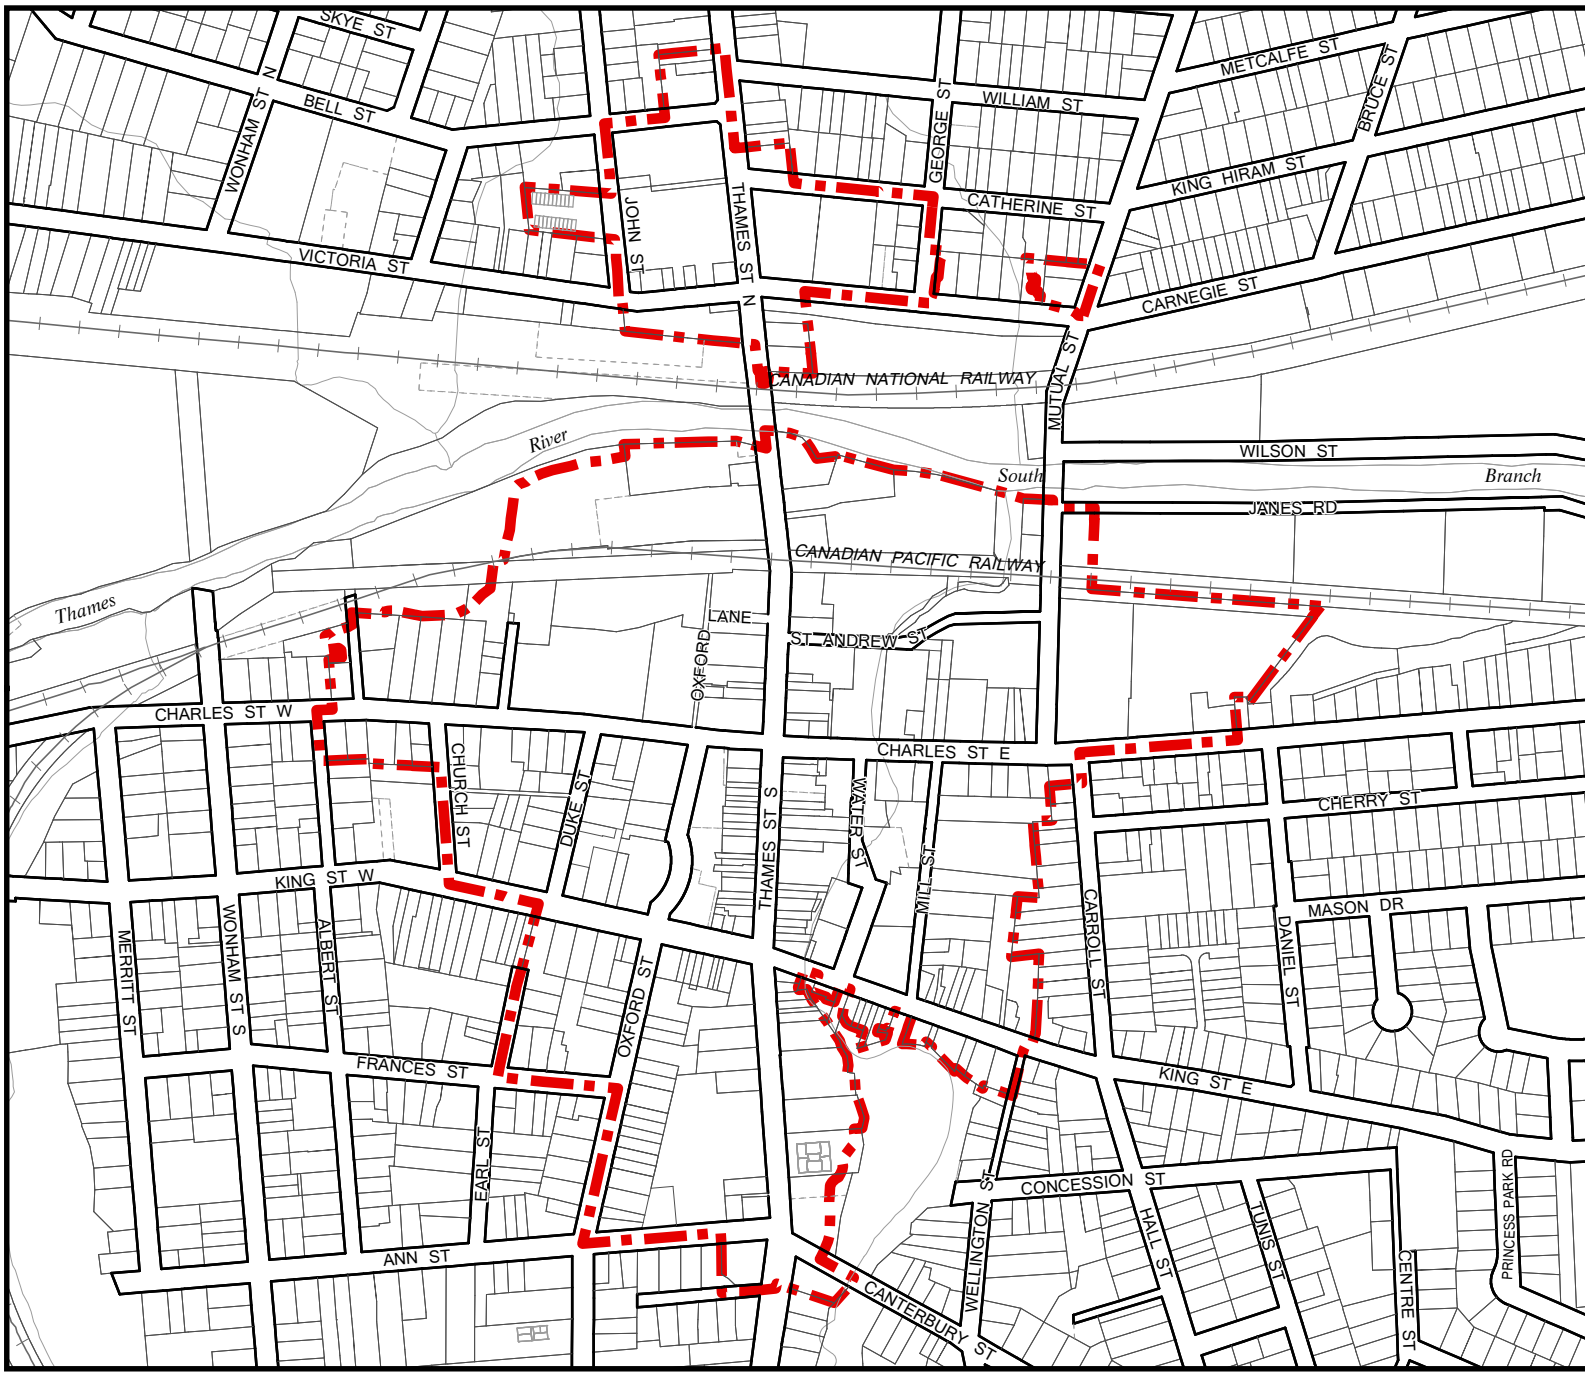 SKYE ST
METCALFE ST
BRUCE ST
WONHAM ST N
BELL ST
GEORGE ST
WILLIAM ST
KING HIRAM ST
JOHN ST
THAMES ST N
CATHERINE ST
VICTORIA ST
CARNEGIE ST
MUTUAL ST
CANADIAN NATIONAL RAILWAY
River
WILSON ST
South
Branch
JANES RD
CANADIAN PACIFIC RAILWAY
Thames
OXFORD
LANE
ST ANDREW ST
CHARLES ST W
CHARLES ST E
CHURCH ST
DUKE ST
THAMES ST S
WATER ST
MILL ST
CHERRY ST
KING ST W
CARROLL ST
MASON DR
MERRITT ST
WONHAM ST S
ALBERT ST
OXFORD ST
DANIEL ST
FRANCES ST
KING ST E
EARL ST
CONCESSION ST
WELLINGTON ST
HALL ST
TUNIS ST
PRINCESS PARK RD
CENTRE ST
ANN ST
CANTERBURY ST